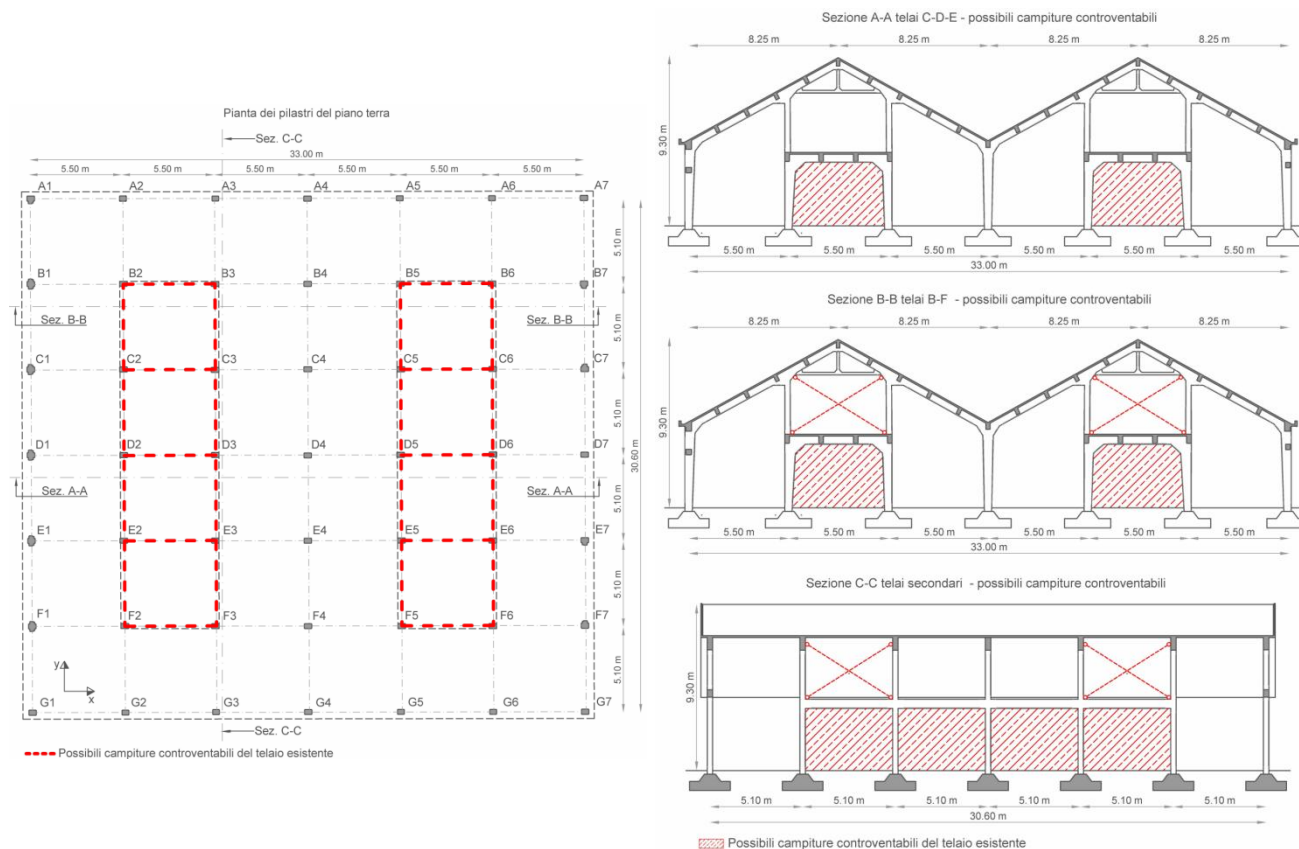 Pianta dei pilastri del piano terra
Sez. C-C
33.00 m
5.50 m 5.50 m 5.50 m 5.50 m 5.50 m 5.50 m
A1 A2 A3 A4 A5 A6 A7
5.10 m
B1 B2 B3 B4 B5 B6 B7
Sez. B-B Sez. B-B
5.10 m
C1 C2 C3 C4 C5 C6 C7
5.10 m
D1 D2 D3 D4 D5 D6 D7
30.60 m
Sez. A-A Sez. A-A
5.10 m
E1 E2 E3 E4 E5 E6 E7
5.10 m
F1 F2 F3 F4 F5 F6 F7
y
x
5.10 m
G1 G2 G3 G4 G5 G6 G7
Sez. C-C
Possibili campiture controventabili del telaio esistente
Sezione A-A telai C-D-E - possibili campiture controventabili
8.25 m 8.25 m 8.25 m 8.25 m
9.30 m
5.50 m 5.50 m 5.50 m 5.50 m 5.50 m 5.50 m
33.00 m
Sezione B-B telai B-F - possibili campiture controventabili
8.25 m 8.25 m 8.25 m 8.25 m
9.30 m
5.50 m 5.50 m 5.50 m 5.50 m 5.50 m 5.50 m
33.00 m
Sezione C-C telai secondari - possibili campiture controventabili
9.30 m
5.10 m 5.10 m 5.10 m 5.10 m 5.10 m 5.10 m
30.60 m
Possibili campiture controventabili del telaio esistente